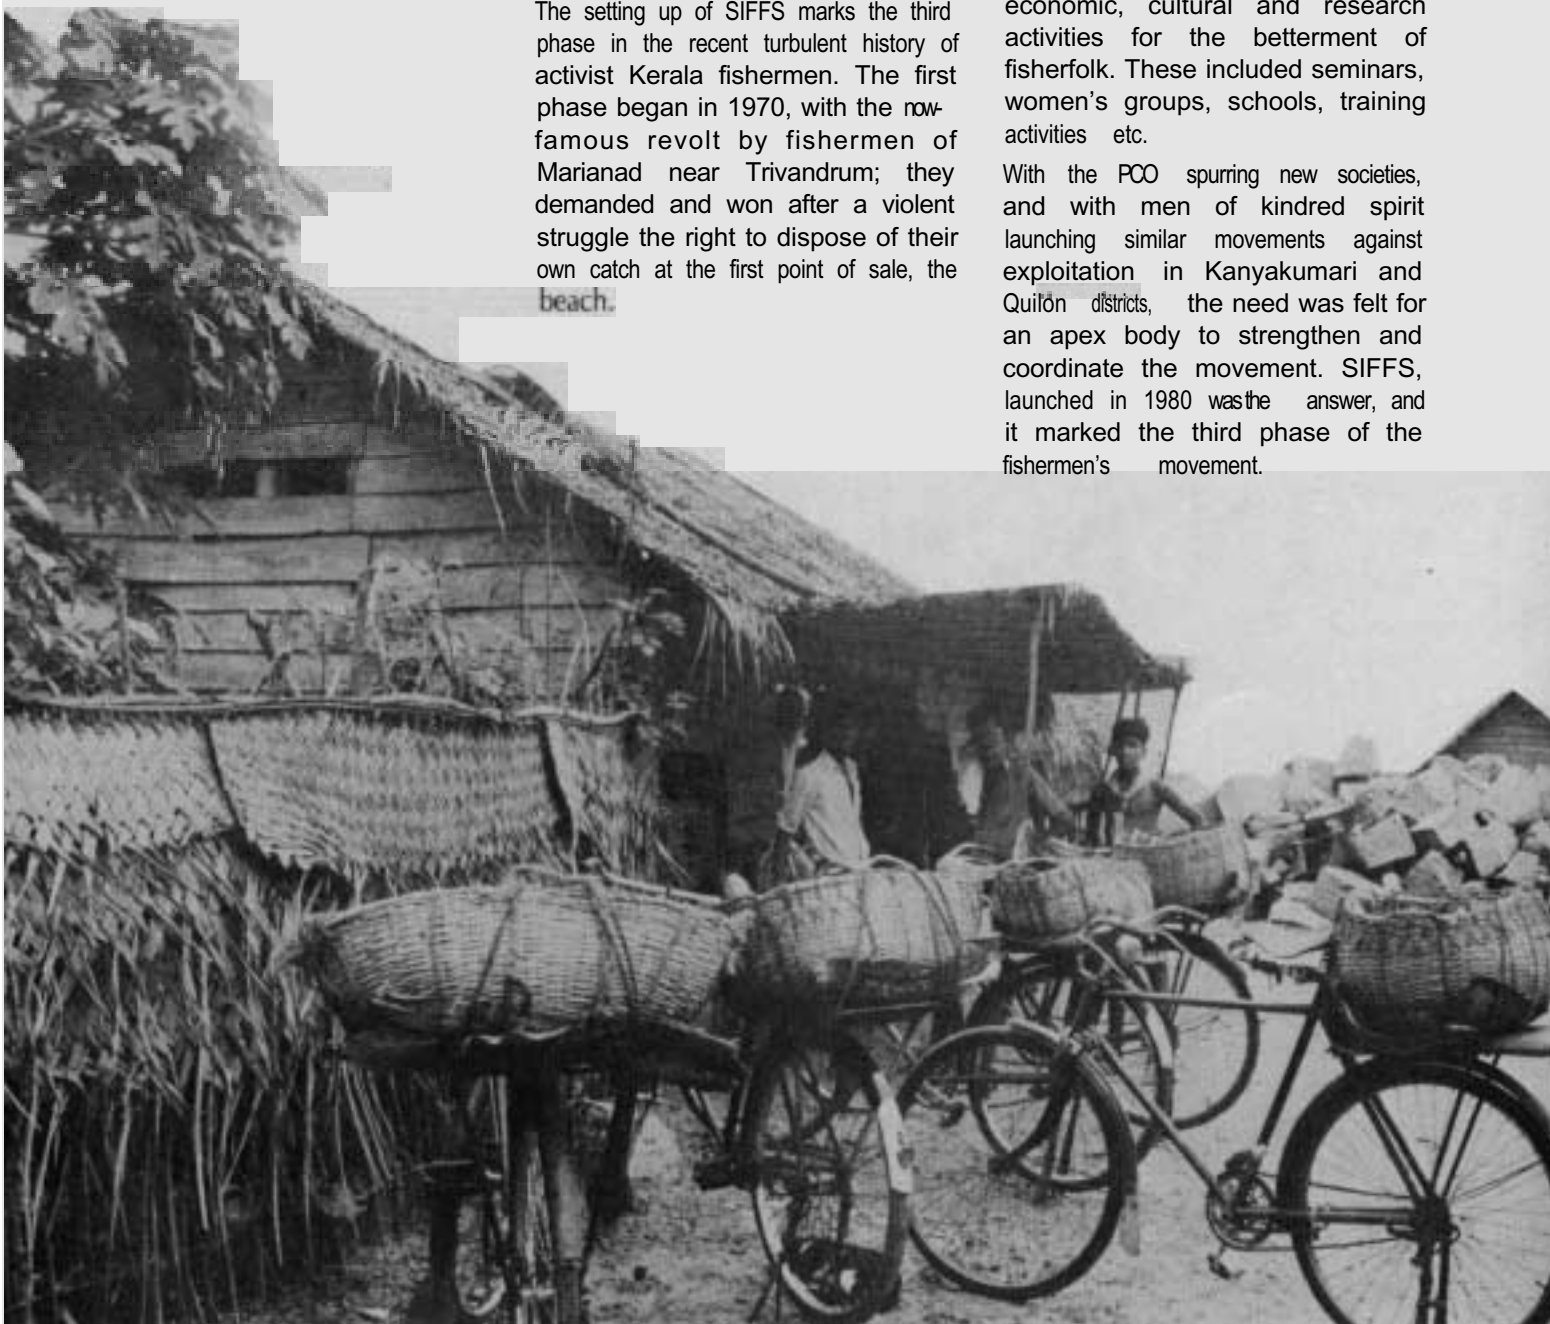 The setting up of SIFFS marks the third
phase in the recent turbulent history of
activist Kerala fishermen. The first
phase began in 1970, with the now-
famous revolt by fishermen of
Marianad near Trivandrum; they
demanded and won after a violent
struggle the right to dispose of their
own catch at the first point of sale, the
beach.
economic, cultural and research
activities for the betterment of
fisherfolk. These included seminars,
women's groups, schools, training
activities etc.
With the PCO spurring new societies,
and with men of kindred spirit
launching similar movements against
exploitation in Kanyakumari and
Quilon districts, the need was felt for
an apex body to strengthen and
coordinate the movement. SIFFS,
launched in 1980 was the answer, and
it marked the third phase of the
fishermen's movement.